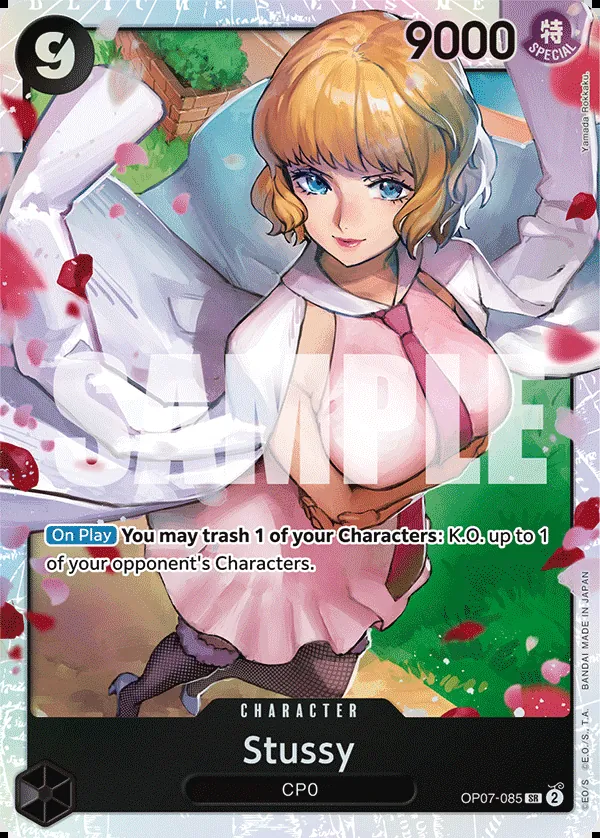 9
9000
特
SPECIAL
Yamada Rokkaku
SAMPLE
On Play You may trash 1 of your Characters: K.O. up to 1
of your opponent's Characters.
CHARACTER
Stussy
CP0
OP07-085 SR 2
©E.O./S, ©E.O./S., T.A. BANDAI MADE IN JAPAN